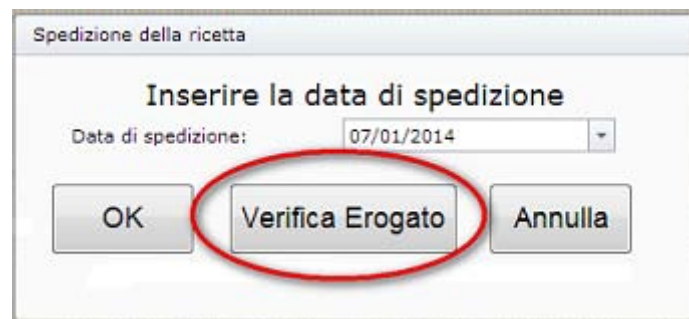 Spedizione della ricetta
Inserire la data di spedizione
Data di spedizione: 07/01/2014
OK Verifica Erogato Annulla